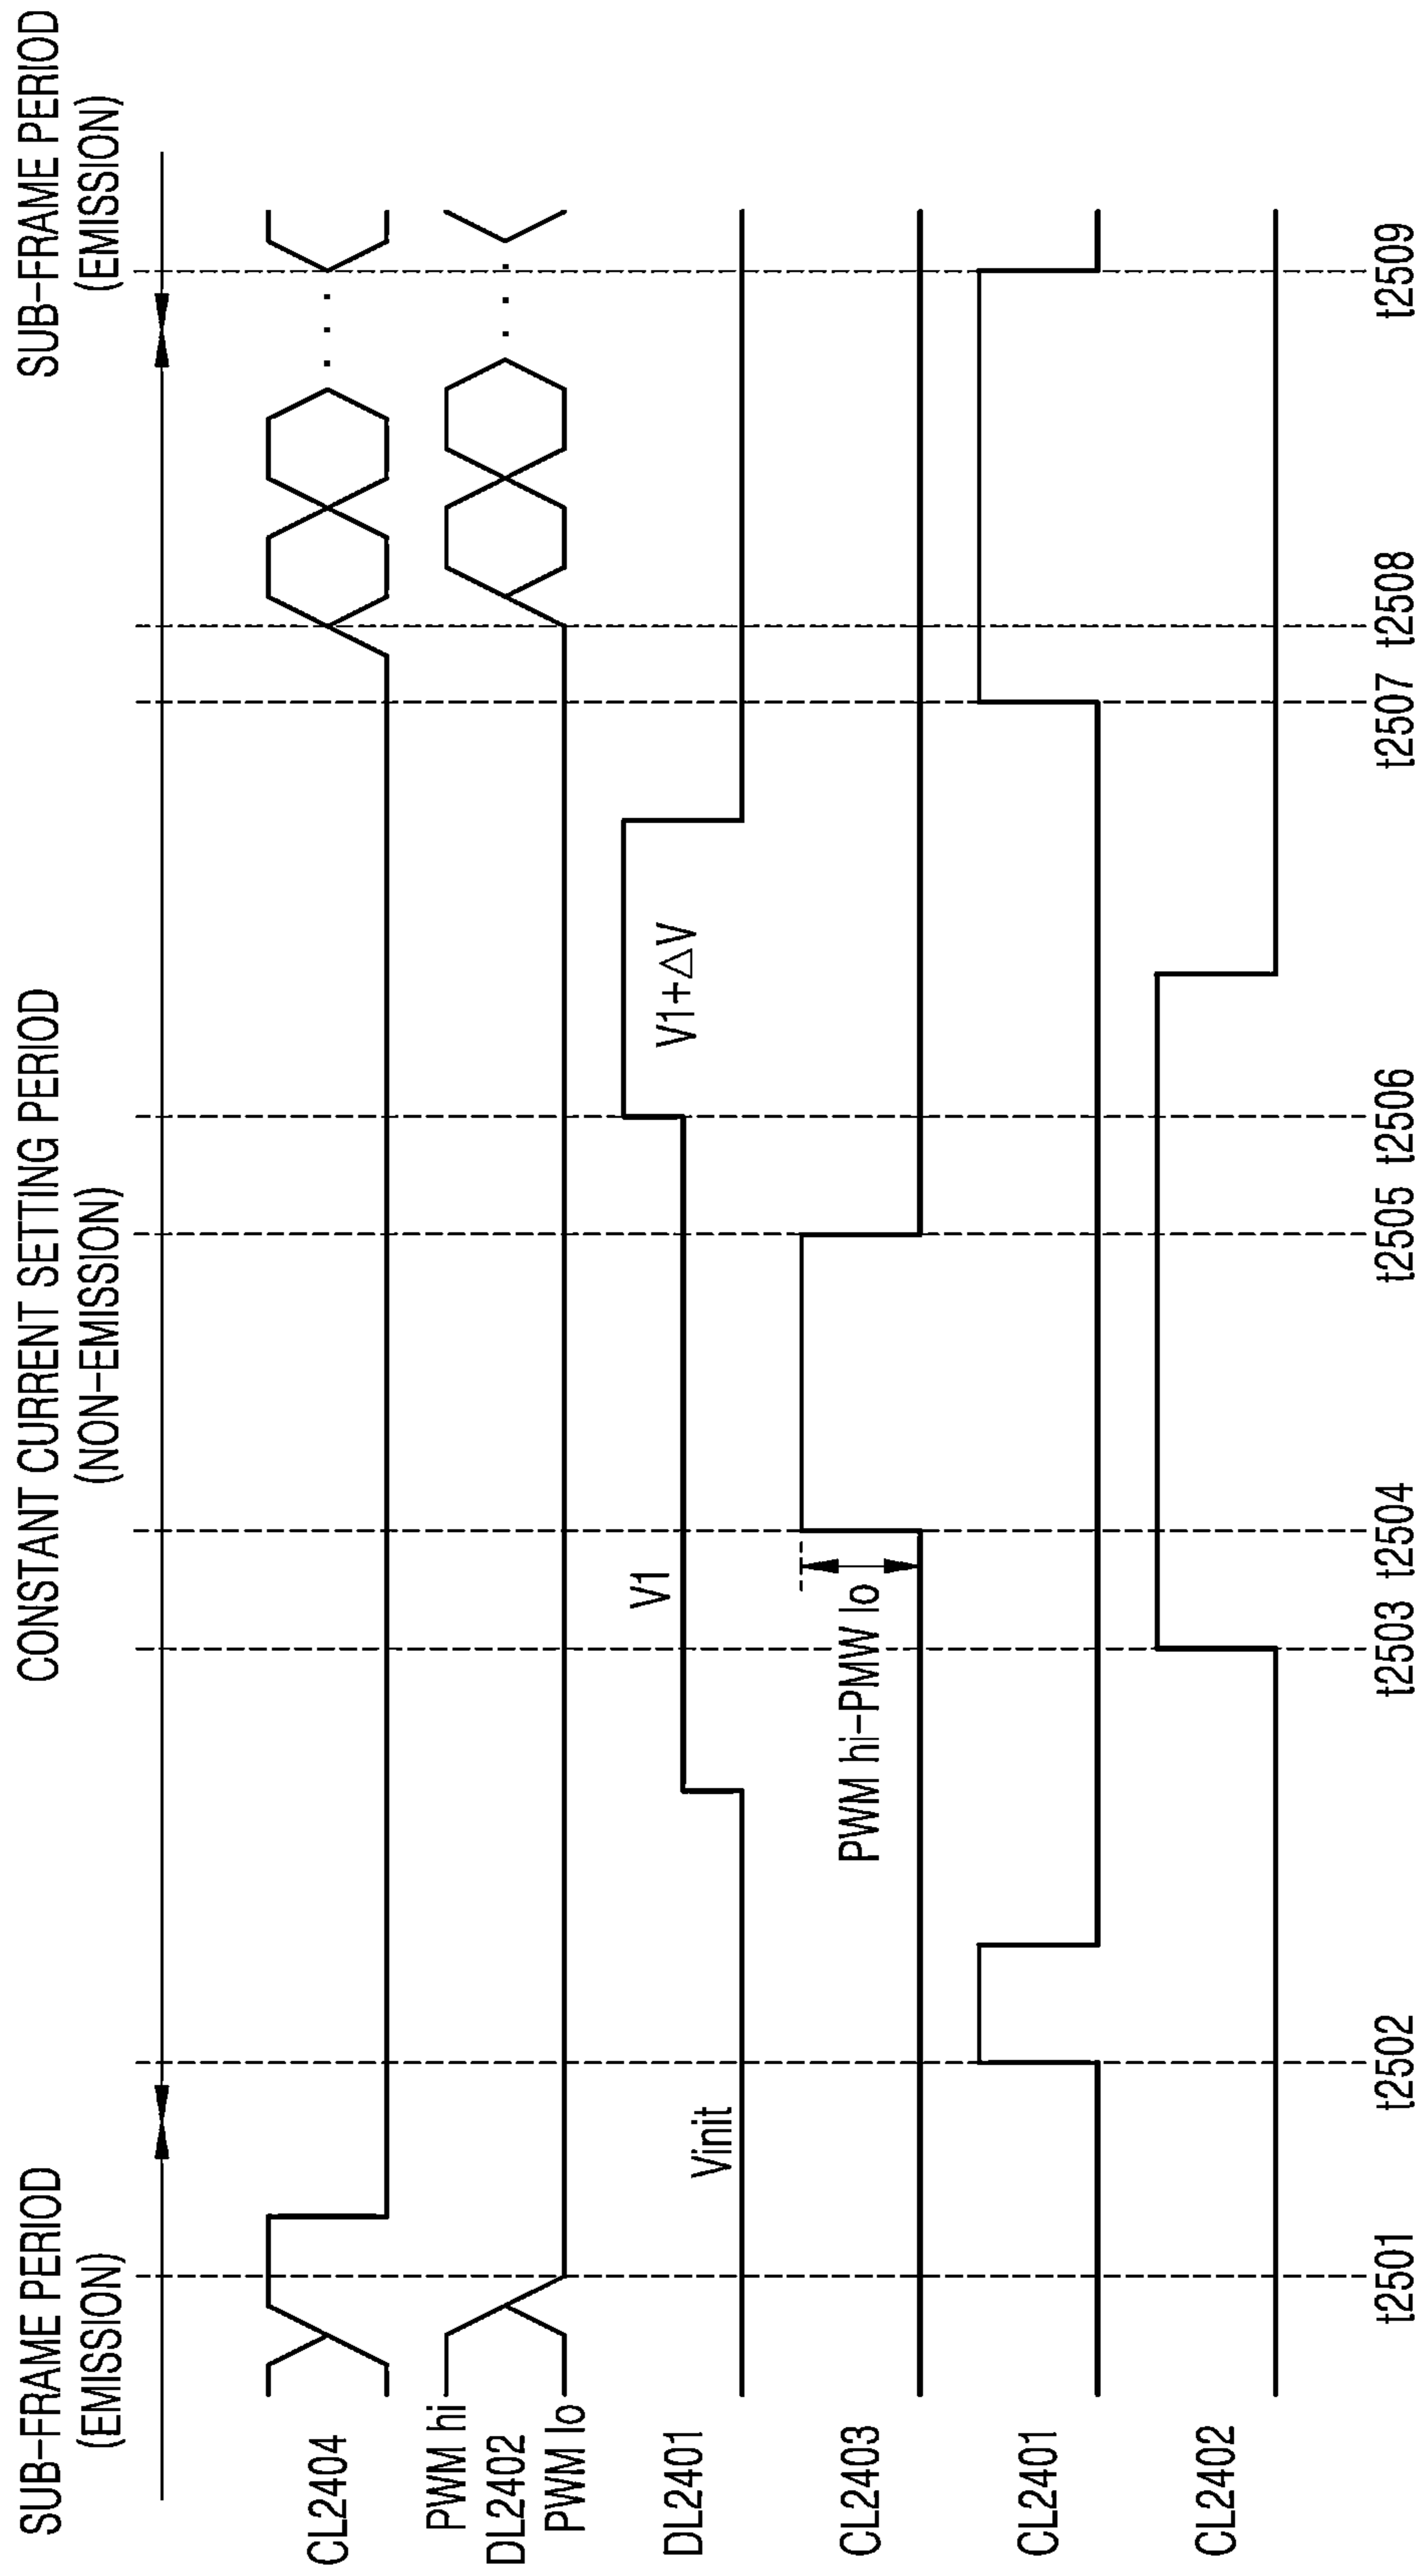 SUB-FRAME PERIOD
(EMISSION)
CONSTANT CURRENT SETTING PERIOD
(NON-EMISSION)
SUB-FRAME PERIOD
(EMISSION)
CL2404
PWM hi
DL2402
PWM lo
DL2401
Vinit
V1
V1+△V
CL2403
PWM hi-PMW lo
CL2401
CL2402
t2501
t2502
t2503
t2504
t2505
t2506
t2507
t2508
t2509